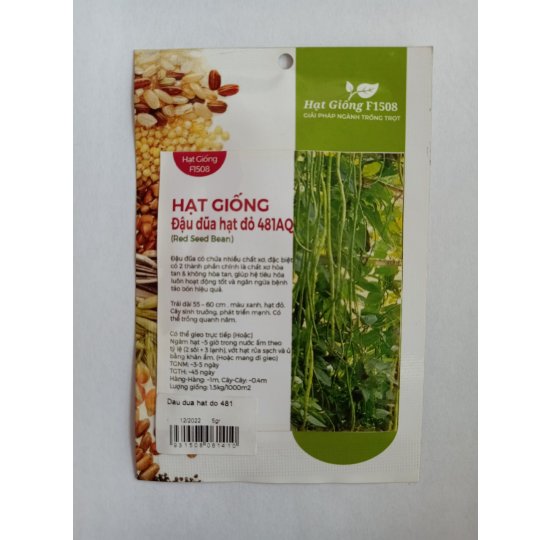 Hạt Giống F1508
GIẢI PHÁP NGÀNH TRỒNG TRỌT
Hạt Giống
F1508
HẠT GIỐNG
Đậu đũa hạt đỏ 481AQ
(Red Seed Bean)
Đậu đũa có chứa nhiều chất xơ, đặc biệt
có 2 thành phần chính là chất xơ hòa
tan & không hòa tan, giúp hệ tiêu hóa
luôn hoạt động tốt và ngăn ngừa bệnh
táo bón hiệu quả.
Trái dài 55 - 60 cm, màu xanh, hạt đỏ.
Cây sinh trưởng, phát triển mạnh. Có
thể trồng quanh năm.
Có thể gieo trực tiếp (Hoặc)
Ngâm hạt ~5 giờ trong nước ấm theo
tỷ lệ (2 sôi + 3 lạnh), vớt hạt rủa sạch và ủ
bằng khăn ẩm, (Hoặc mang đi gieo)
TGNM: ~3-5 ngày
TGTH: ~45 ngày
Hàng-Hàng: ~1m, Cây-Cây: ~0.4m
Lượng giống: 1.5kg/1000m2
Dau dua hat do 481
12/2022 5gr
931508081410